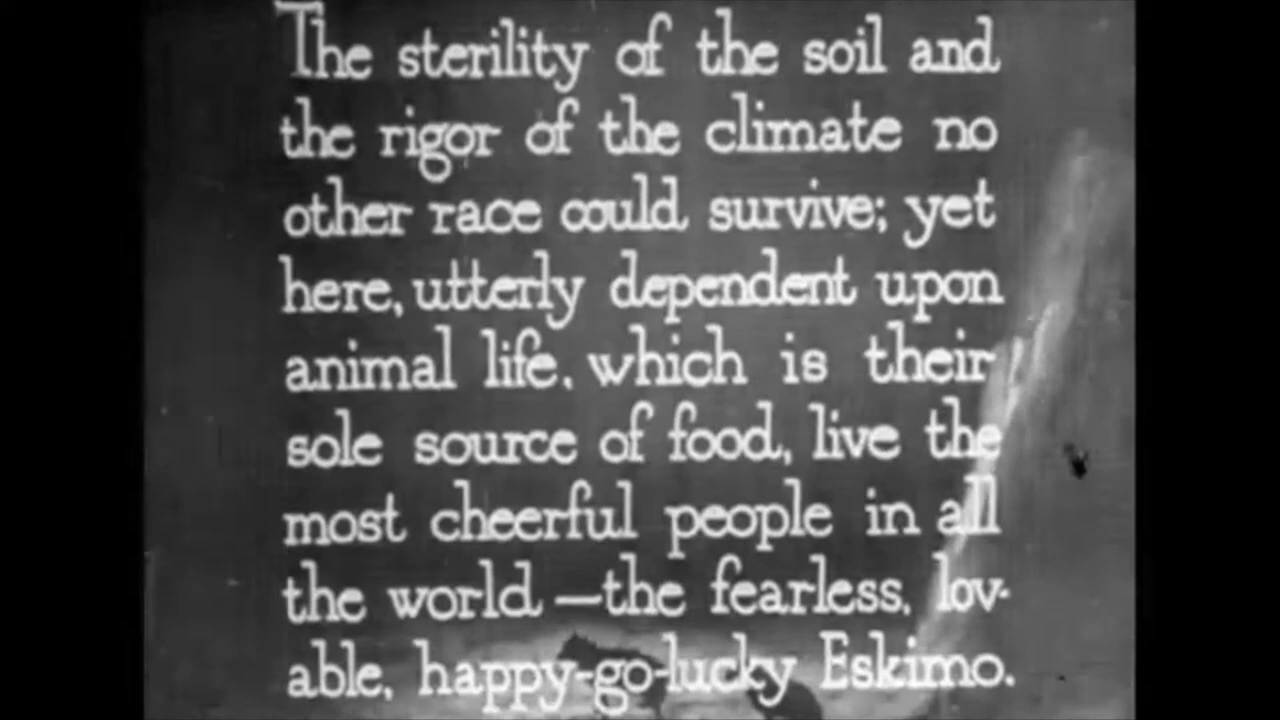 The sterility of the soil and
the rigor of the climate no
other race could survive; yet
here, utterly dependent upon
animal life, which is their
sole source of food, live the
most cheerful people in all
the world—the fearless, lov-
able, happy-go-lucky Eskimo.